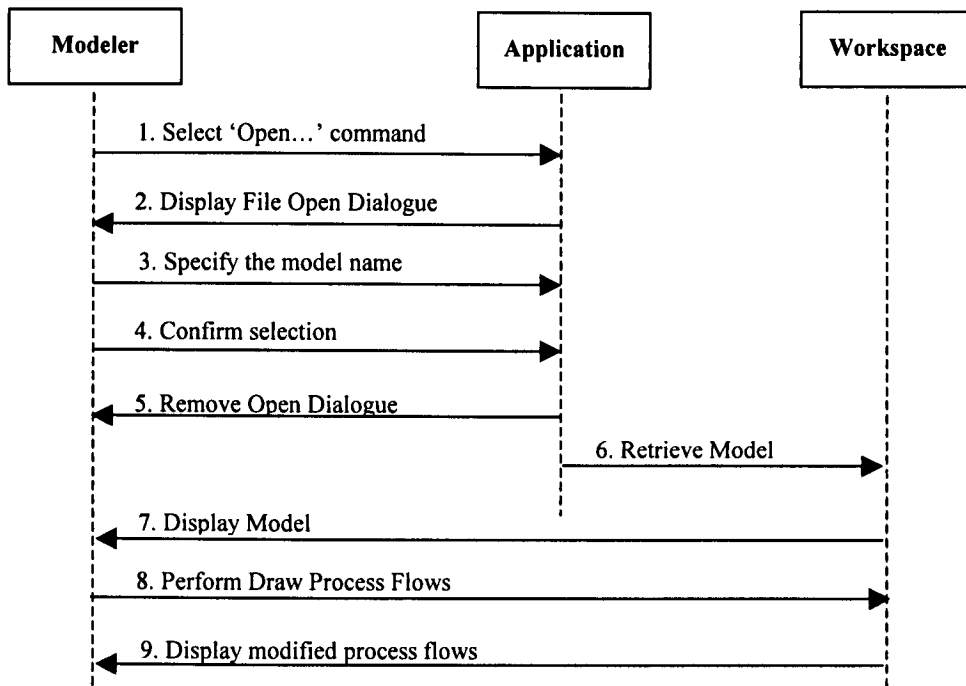 Modeler
Application
Workspace
1. Select ‘Open…’ command
2. Display File Open Dialogue
3. Specify the model name
4. Confirm selection
5. Remove Open Dialogue
6. Retrieve Model
7. Display Model
8. Perform Draw Process Flows
9. Display modified process flows